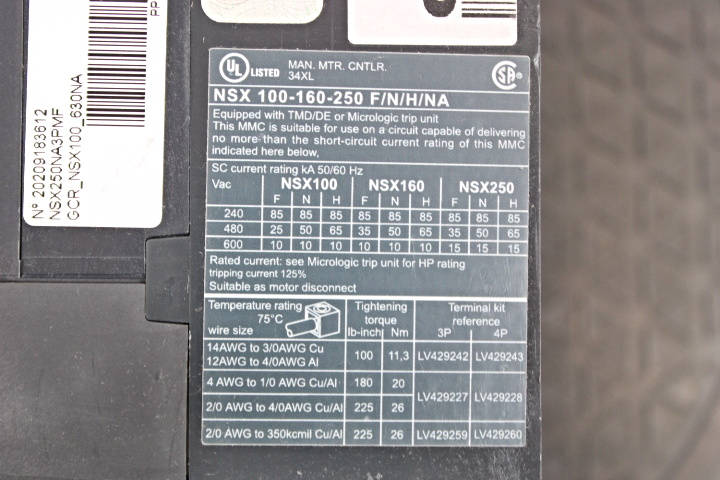 PP
N° 20209183612
NSX250NA3PMF
GCR_NSX100_630NA
UL LISTED MAN. MTR. CNTLR.
34XL
SA
NSX 100-160-250 F/N/H/NA
Equipped with TMD/DE or Micrologic trip unit
This MMC is suitable for use on a circuit capable of delivering
no more than the short-circuit current rating of this MMC
indicated here below,
SC current rating kA 50/60 Hz
Vac NSX100 NSX160 NSX250
F N H F N H F N H
240 85 85 85 85 85 85 85 85 85
480 25 50 65 35 50 65 35 50 65
600 10 10 10 10 10 10 15 15 15
Rated current: see Micrologic trip unit for HP rating
tripping current 125%
Suitable as motor disconnect
Temperature rating Tightening Terminal kit
75°C torque reference
wire size lb-inch Nm 3P 4P
14AWG to 3/0AWG Cu
12AWG to 4/0AWG Al 100 11,3 LV429242 LV429243
4 AWG to 1/0 AWG Cu/Al 180 20
LV429227 LV429228
2/0 AWG to 4/0AWG Cu/Al 225 26
2/0 AWG to 350kcmil Cu/Al 225 26 LV429259 LV429260